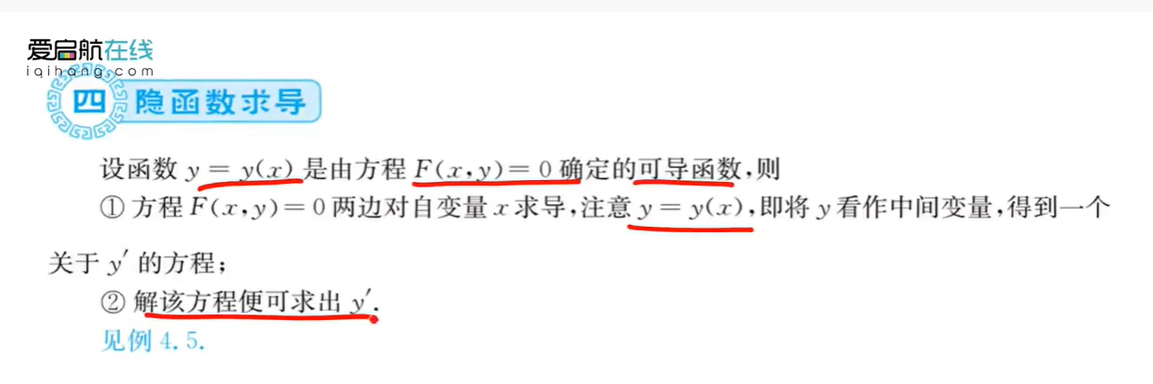 爱启航在线
iqihang.com
四 隐函数求导
设函数 y = y(x) 是由方程 F(x,y)=0 确定的可导函数,则
① 方程 F(x,y)=0 两边对自变量 x 求导,注意 y = y(x),即将 y 看作中间变量,得到一个
关于 y′ 的方程;
② 解该方程便可求出 y′.
见例 4.5.